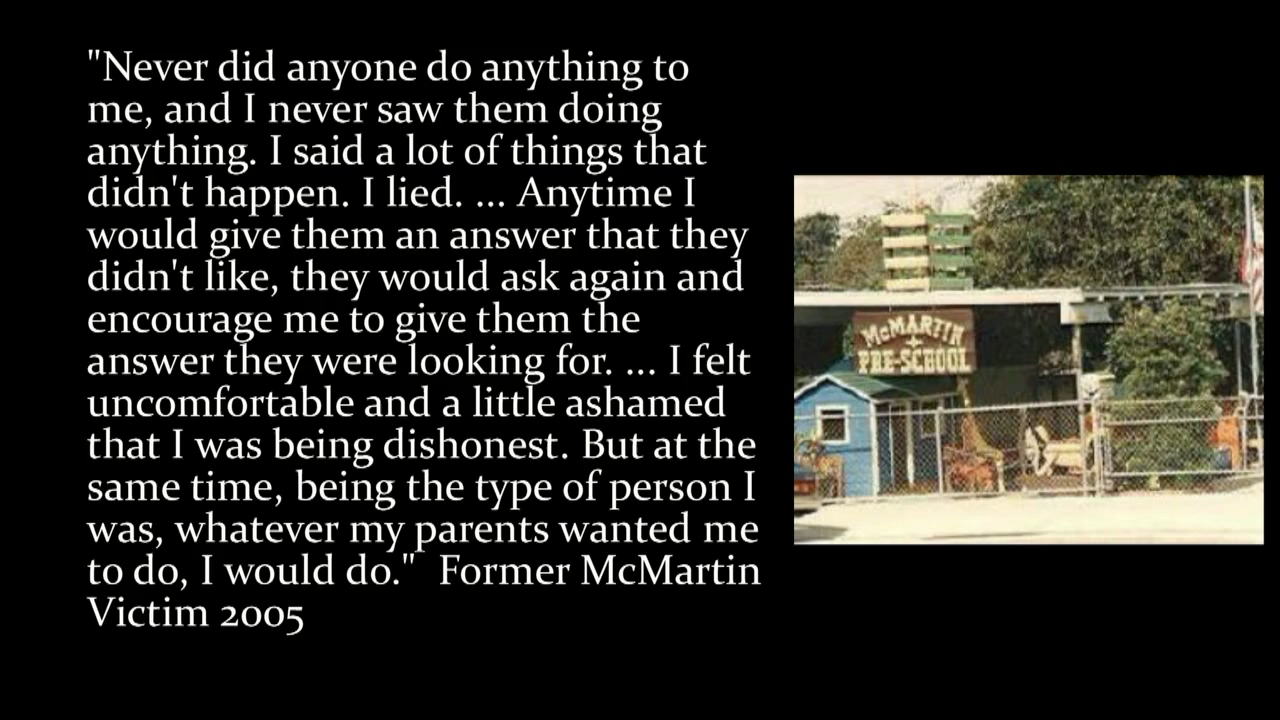 "Never did anyone do anything to
me, and I never saw them doing
anything. I said a lot of things that
didn't happen. I lied. ... Anytime I
would give them an answer that they
didn't like, they would ask again and
encourage me to give them the
answer they were looking for. ... I felt
uncomfortable and a little ashamed
that I was being dishonest. But at the
same time, being the type of person I
was, whatever my parents wanted me
to do, I would do."  Former McMartin
Victim 2005
McMARTIN
PRE-SCHOOL